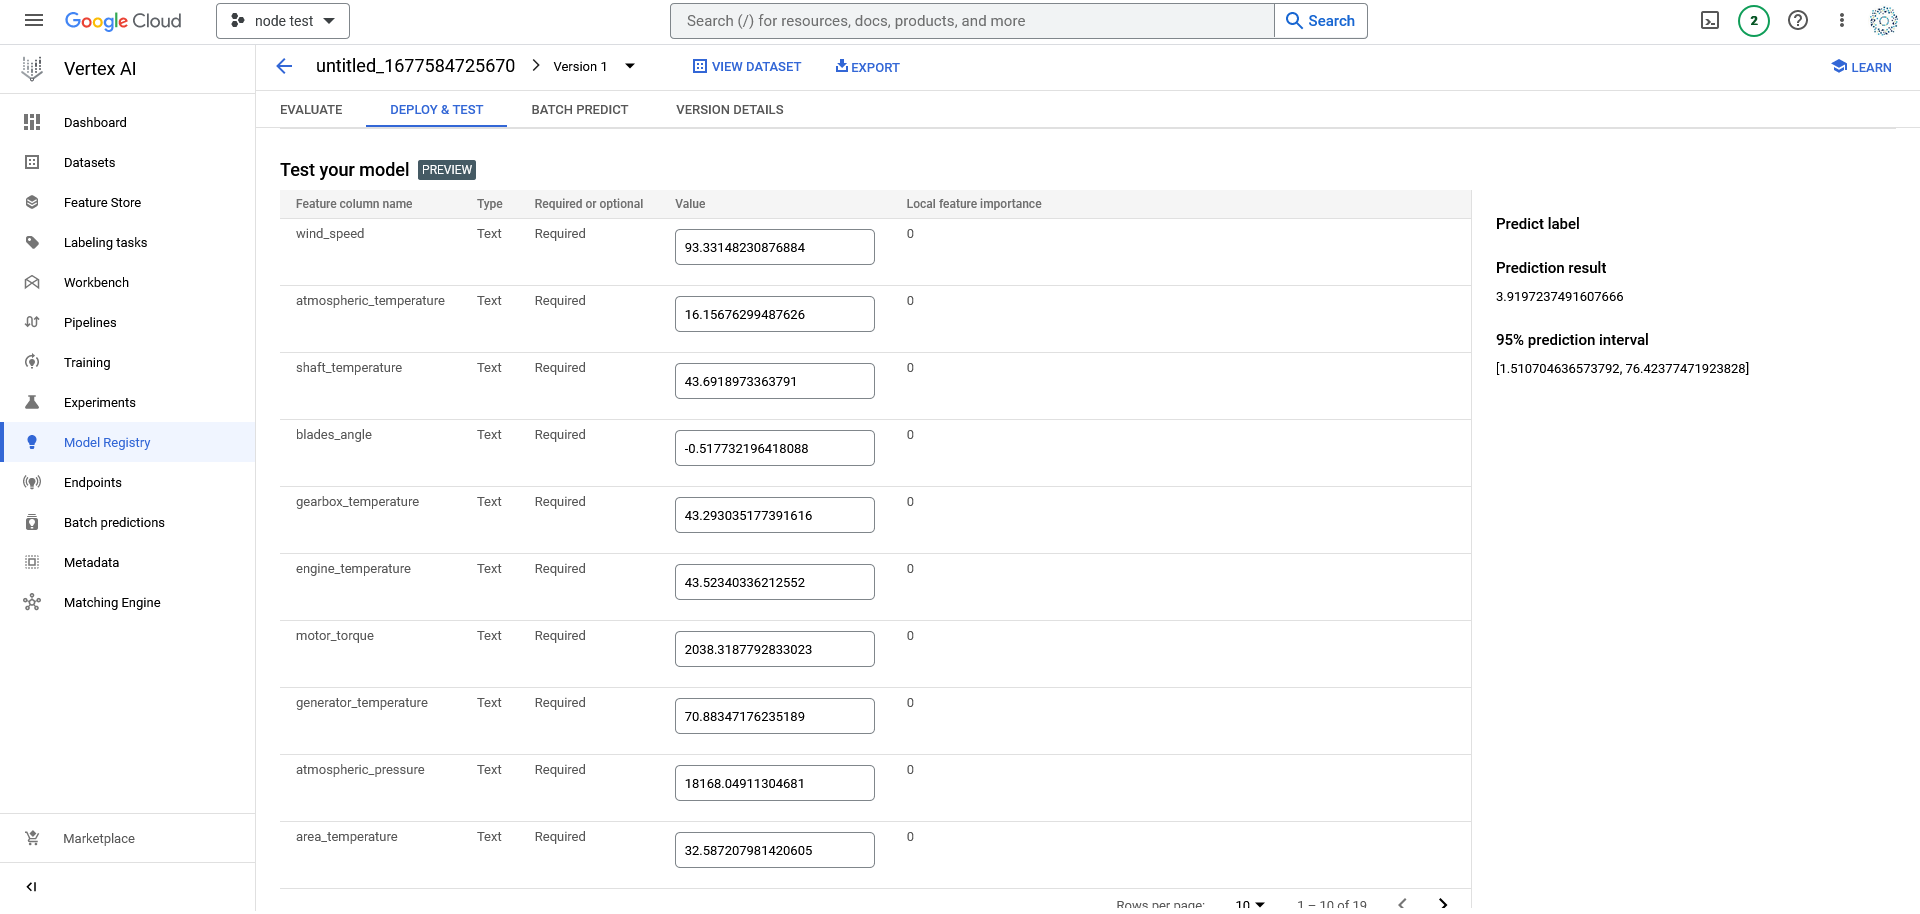 Google Cloud
node test
Search (/) for resources, docs, products, and more
Search
2
Vertex AI
untitled_1677584725670
Version 1
VIEW DATASET
EXPORT
LEARN
EVALUATE
DEPLOY & TEST
BATCH PREDICT
VERSION DETAILS
Dashboard
Datasets
Feature Store
Labeling tasks
Workbench
Pipelines
Training
Experiments
Model Registry
Endpoints
Batch predictions
Metadata
Matching Engine
Marketplace
Test your model PREVIEW
Feature column name Type Required or optional Value Local feature importance
wind_speed Text Required 93.33148230876884 0
atmospheric_temperature Text Required 16.15676299487626 0
shaft_temperature Text Required 43.6918973363791 0
blades_angle Text Required -0.517732196418088 0
gearbox_temperature Text Required 43.293035177391616 0
engine_temperature Text Required 43.52340336212552 0
motor_torque Text Required 2038.3187792833023 0
generator_temperature Text Required 70.88347176235189 0
atmospheric_pressure Text Required 18168.04911304681 0
area_temperature Text Required 32.587207981420605 0
Rows per page: 10 1 – 10 of 19
Predict label
Prediction result
3.9197237491607666
95% prediction interval
[1.510704636573792, 76.42377471923828]